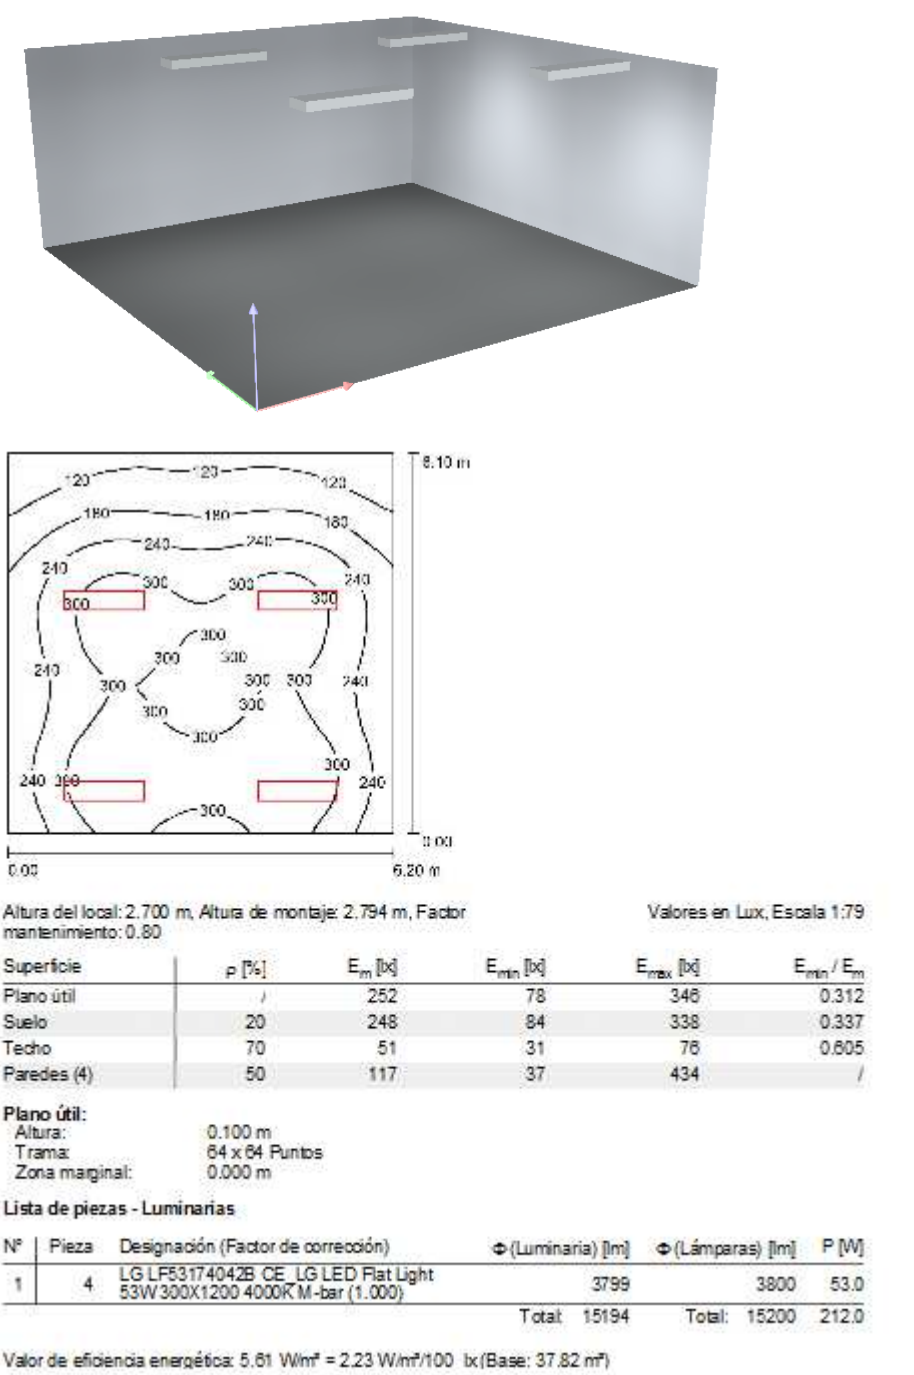 120
120
120
180
180
180
240
240
240
300
300
240
300
300
300
300
300
240
300
300
300
240
300
300
300
300
300
240
300
240
300
6.10 m
0.00
0.00
6.20 m
Altura del local: 2.700 m, Altura de montaje: 2.794 m, Factor mantenimiento: 0.80
Valores en Lux, Escala 1:79
Superficie ρ [%] Em [lx] Emin [lx] Emax [lx] Emin / Em
Plano útil / 252 78 346 0.312
Suelo 20 248 84 338 0.337
Techo 70 51 31 76 0.605
Paredes (4) 50 117 37 434 /
Plano útil:
Altura: 0.100 m
Trama: 64 x 64 Puntos
Zona marginal: 0.000 m
Lista de piezas - Luminarias
N° Pieza Designación (Factor de corrección) Φ (Luminaria) [lm] Φ (Lámparas) [lm] P [W]
1 4 LG LF53174042B CE_LG LED Flat Light 53W 300X1200 4000K M-bar (1.000) 3799 3800 53.0
Total: 15194 Total: 15200 212.0
Valor de eficiencia energética: 5.61 W/m² = 2.23 W/m²/100 lx (Base: 37.82 m²)